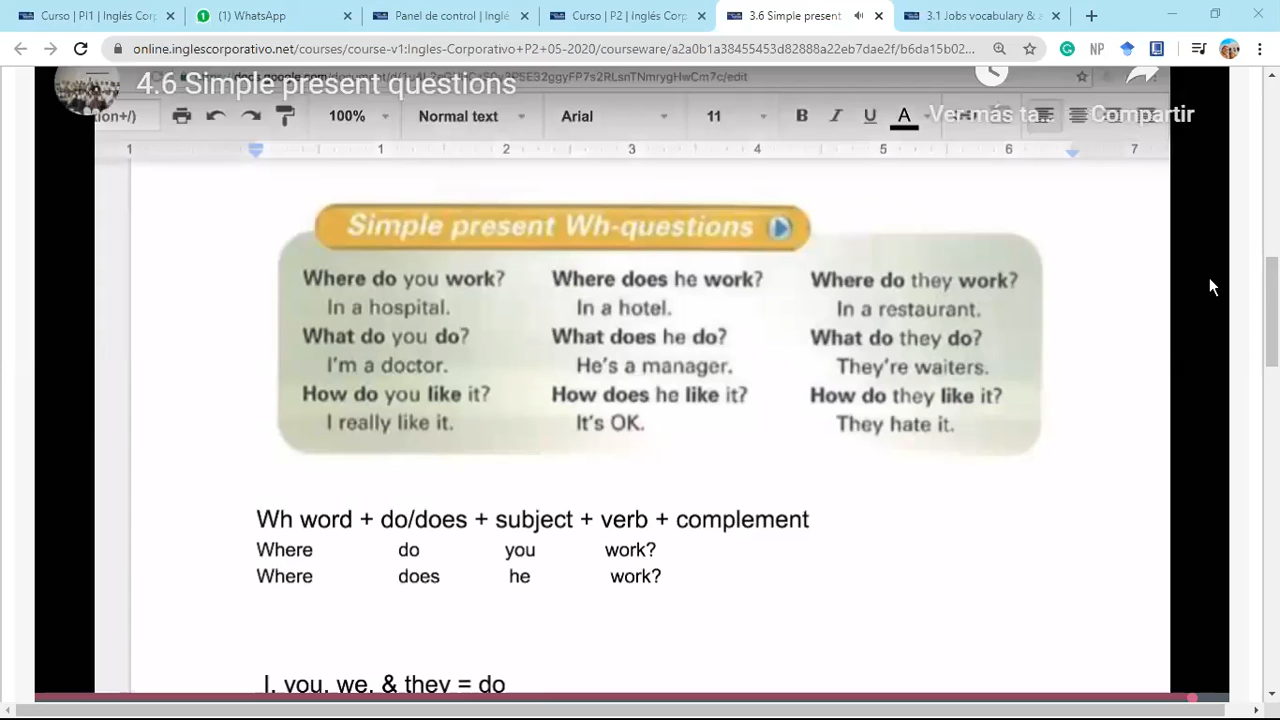 Curso | PI1 | Inglés Corp
(1) WhatsApp
Panel de control | Inglé
Curso | P2 | Inglés Corp
3.6 Simple present
3.1 Jobs vocabulary &
online.inglescorporativo.net/courses/course-v1:Ingles-Corporativo+P2+05-2020/courseware/a2a0b1a38455453d82888a22eb7dae2f/b6da15b02...
NP
4.6 Simple present questions
100%
Normal text
Arial
11
B I U A
Ver más ta...
Compartir
1 1 2 3 4 5 6 7
Simple present Wh-questions
Where do you work?
In a hospital.
What do you do?
I'm a doctor.
How do you like it?
I really like it.
Where does he work?
In a hotel.
What does he do?
He's a manager.
How does he like it?
It's OK.
Where do they work?
In a restaurant.
What do they do?
They're waiters.
How do they like it?
They hate it.
Wh word + do/does + subject + verb + complement
Where do you work?
Where does he work?
I, you, we, & they = do